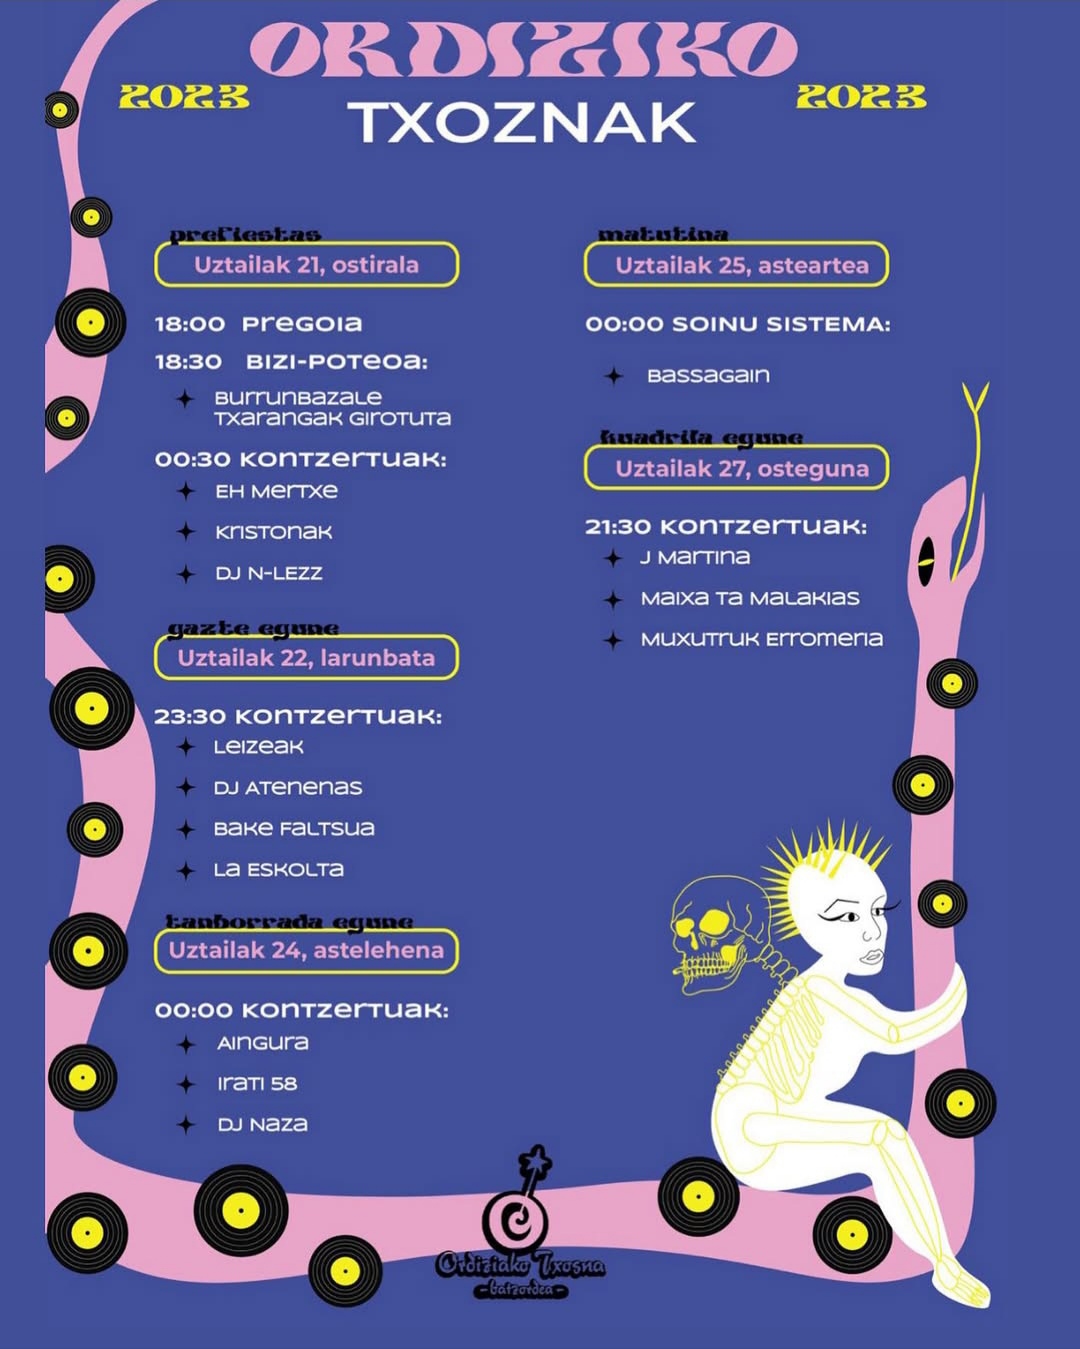 ORDIZIKO
2023 2023
TXOZNAK
prefiestas
Uztailak 21, ostirala
18:00 Pregoia
18:30 Bizi-Poteoa:
Burrunbazale
Txarangak Girotuta
00:30 Kontzertuak:
EH Mertxe
Kristonak
DJ N-Lezz
gazte egune
Uztailak 22, larunbata
23:30 Kontzertuak:
Leizeak
DJ Atenenas
Bake Faltsua
La Eskolta
tanborrada egune
Uztailak 24, astelehena
00:00 Kontzertuak:
Aingura
Irati 58
DJ Naza
matutina
Uztailak 25, asteartea
00:00 SOINU SISTEMA:
Bassagain
kuadrila egune
Uztailak 27, osteguna
21:30 Kontzertuak:
J Martina
Maixa ta Malakias
Muxutruk Erromeria
Ordiziako Txosna
-batzordea-